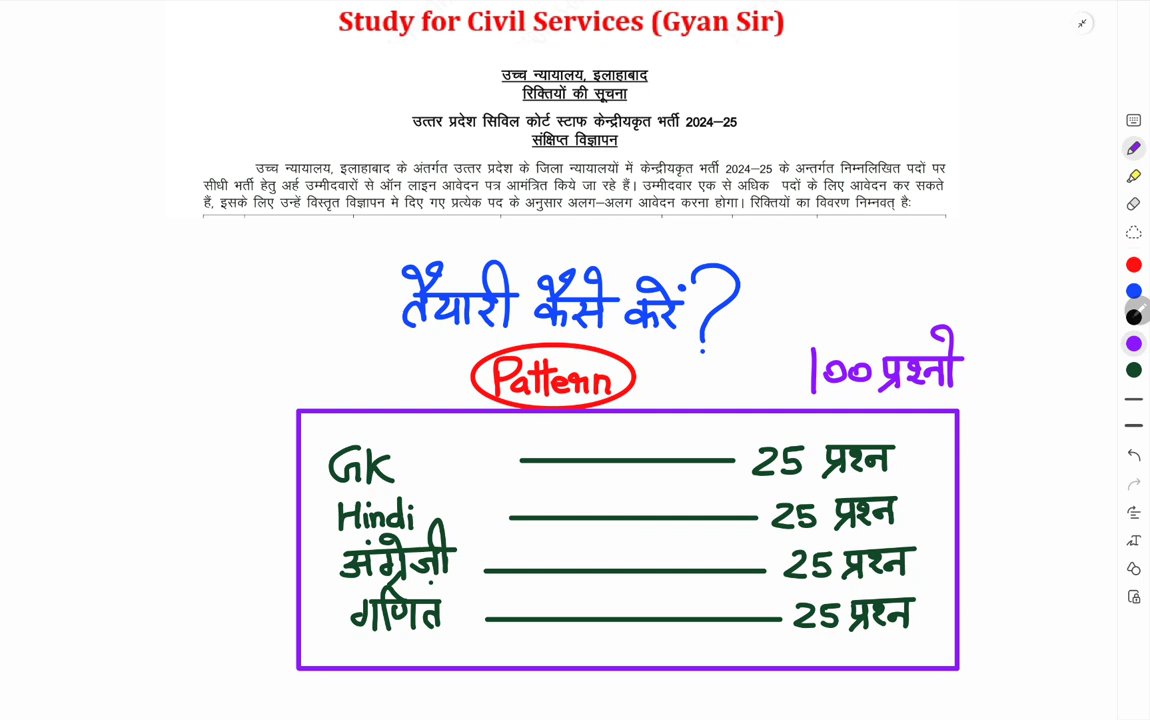 Study for Civil Services (Gyan Sir)
उच्च न्यायालय, इलाहाबाद
रिक्तियों की सूचना
उत्तर प्रदेश सिविल कोर्ट स्टाफ केन्द्रीयकृत भर्ती 2024–25
संक्षिप्त विज्ञापन
उच्च न्यायालय, इलाहाबाद के अंतर्गत उत्तर प्रदेश के जिला न्यायालयों में केन्द्रीयकृत भर्ती 2024–25 के अन्तर्गत निम्नलिखित पदों पर
सीधी भर्ती हेतु अर्ह उम्मीदवारों से ऑन लाइन आवेदन पत्र आमंत्रित किये जा रहे हैं। उम्मीदवार एक से अधिक पदों के लिए आवेदन कर सकते
हैं, इसके लिए उन्हें विस्तृत विज्ञापन मे दिए गए प्रत्येक पद के अनुसार अलग–अलग आवेदन करना होगा। रिक्तियों का विवरण निम्नवत् हैः
तैयारी कैसे करें?
Pattern
100 प्रश्नो
GK 25 प्रश्न
Hindi 25 प्रश्न
अंग्रेज़ी 25 प्रश्न
गणित 25 प्रश्न